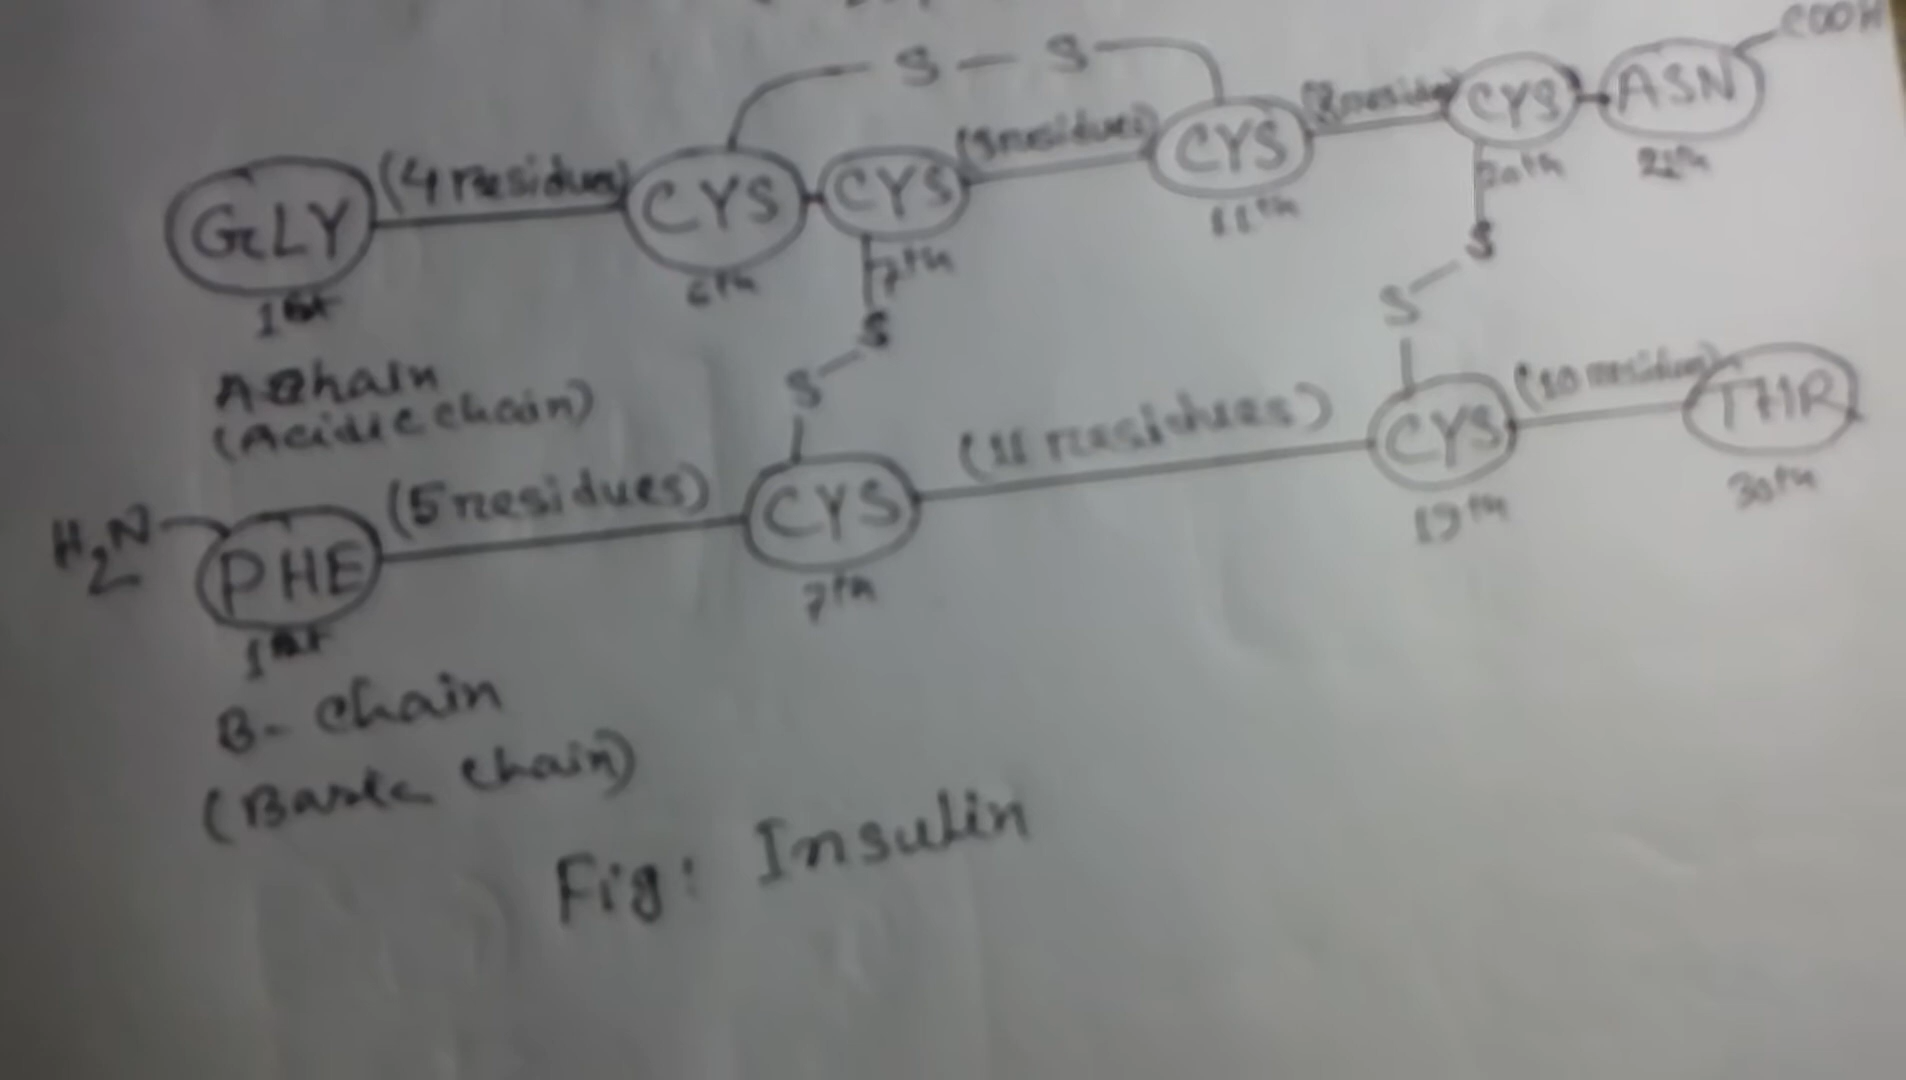 S — S
COOH
GLY (4 residues) CYS CYS (3 residues) CYS (8 residues) CYS ASN
1st 6th 7th 11th 20th 21th
S S
S S
A chain
(Acidic chain)
H2N PHE (5 residues) CYS (11 residues) CYS (10 residues) THR
1st 7th 19th 30th
B- chain
(Basic chain)
Fig: Insulin